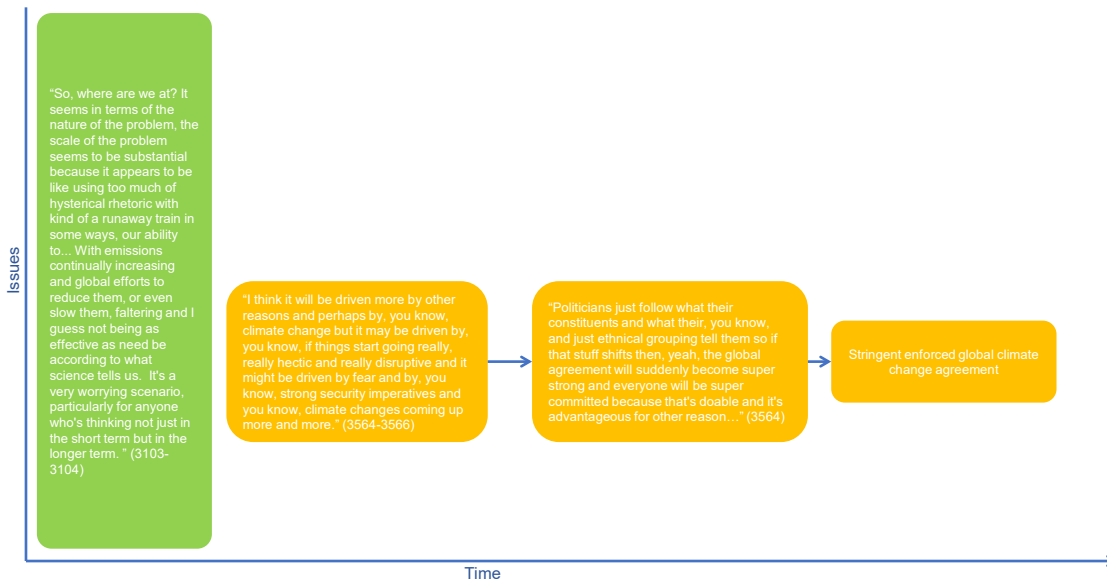 “So, where are we at? It
seems in terms of the
nature of the problem, the
scale of the problem
seems to be substantial
because it appears to be
like using too much of
hysterical rhetoric with
kind of a runaway train in
some ways, our ability
to... With emissions
continually increasing
and global efforts to
reduce them, or even
slow them, faltering and I
guess not being as
effective as need be
according to what
science tells us.  It's a
very worrying scenario,
particularly for anyone
who's thinking not just in
the short term but in the
longer term. ” (3103-
3104)
“I think it will be driven more by other
reasons and perhaps by, you know,
climate change but it may be driven by,
you know, if things start going really,
really hectic and really disruptive and it
might be driven by fear and by, you
know, strong security imperatives and
you know, climate changes coming up
more and more.” (3564-3566)
“Politicians just follow what their
constituents and what their, you know,
and just ethnical grouping tell them so if
that stuff shifts then, yeah, the global
agreement will suddenly become super
strong and everyone will be super
committed because that's doable and it's
advantageous for other reason…” (3564)
Stringent enforced global climate
change agreement
Issues
Time